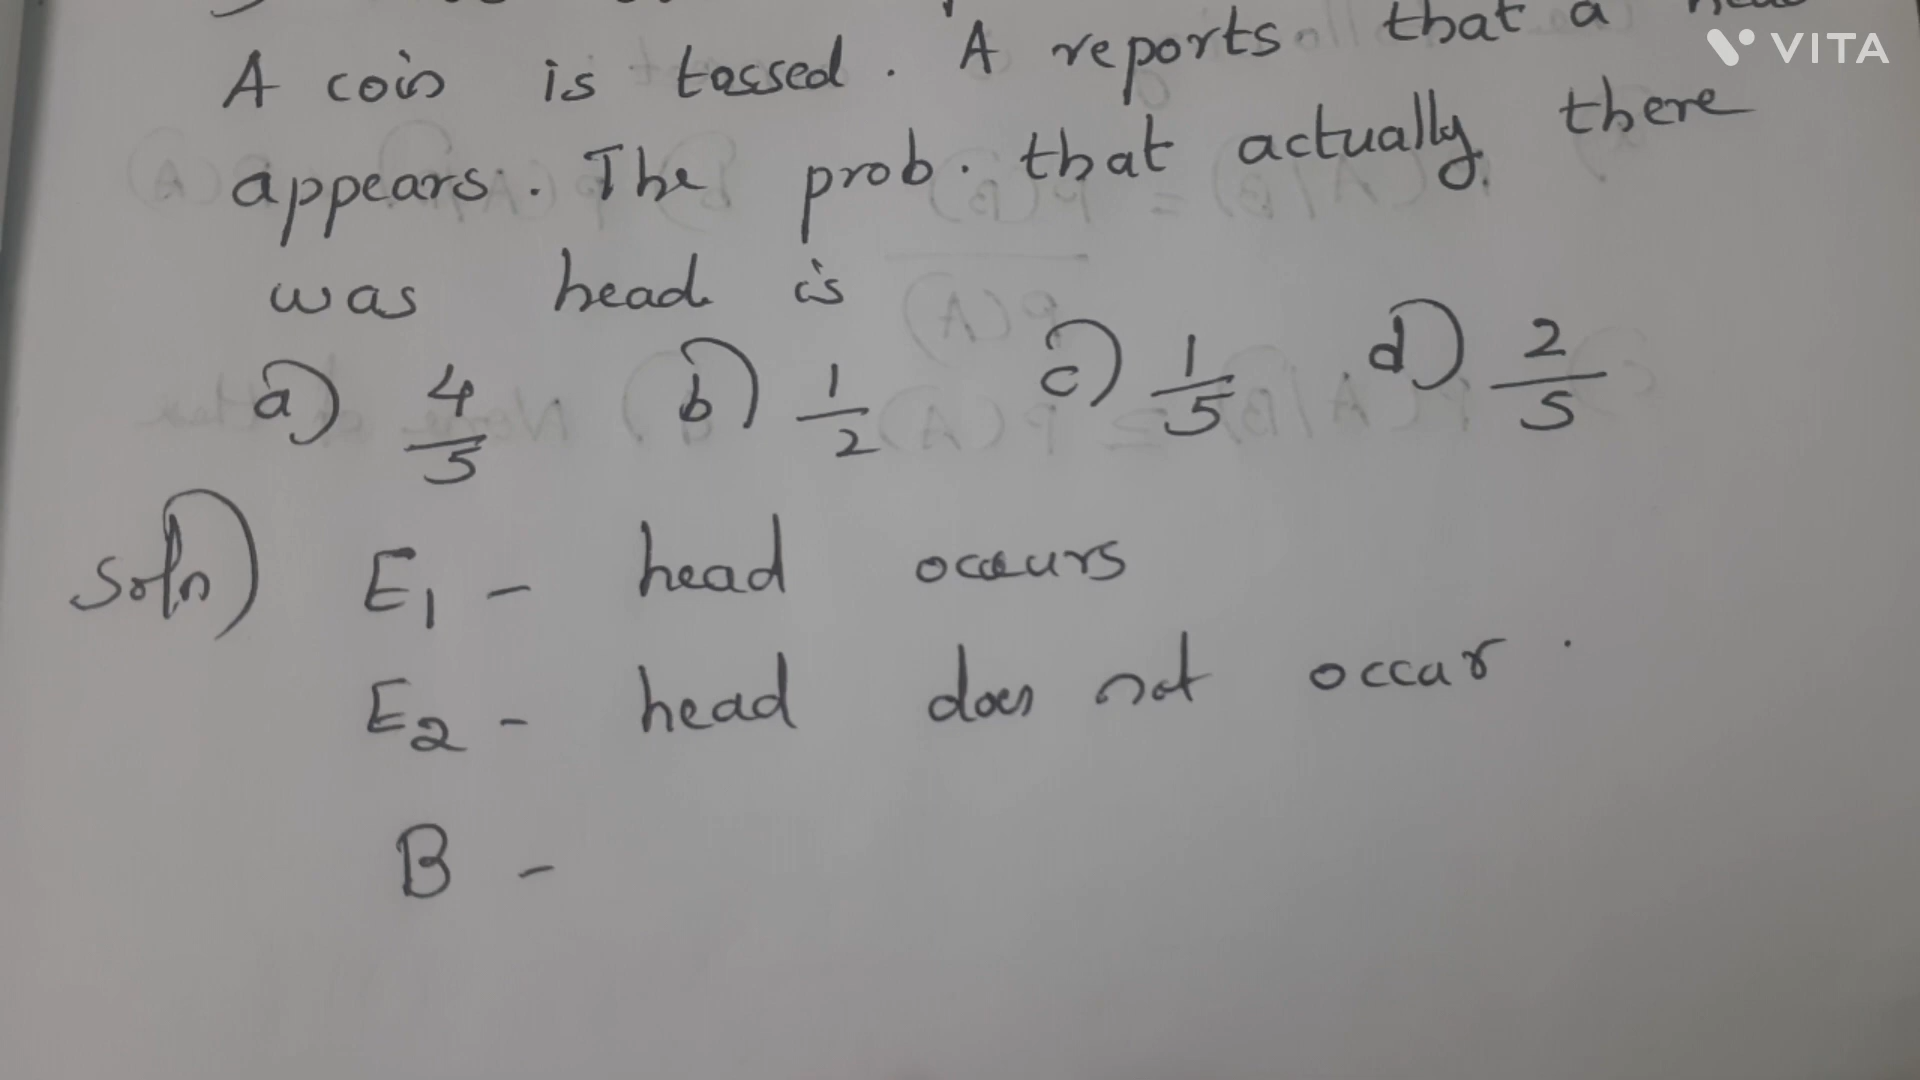 VITA
A coin is tossed. A reports that a
appears. The prob. that actually there
was head is
a) 4/5 b) 1/2 c) 1/5 d) 2/5
Soln) E1 - head occurs
E2 - head does not occur.
B -